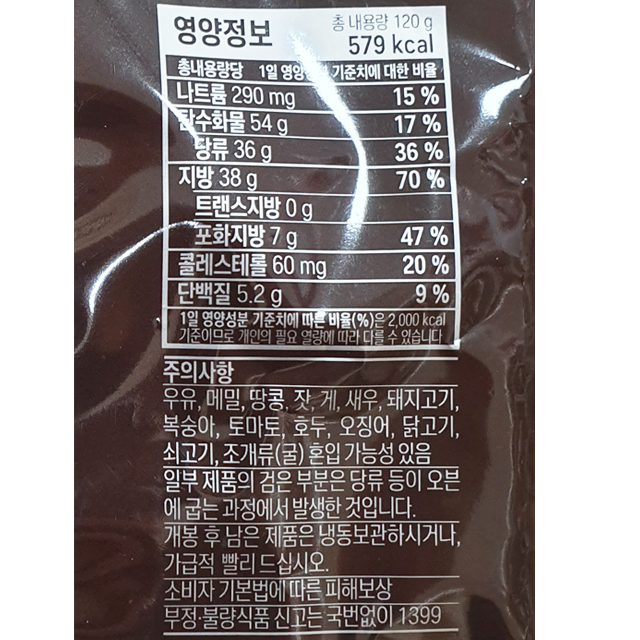 영양정보 총 내용량 120 g
579 kcal
총내용량당 1일 영양성분 기준치에 대한 비율
나트륨 290 mg 15 %
탄수화물 54 g 17 %
당류 36 g 36 %
지방 38 g 70 %
트랜스지방 0 g
포화지방 7 g 47 %
콜레스테롤 60 mg 20 %
단백질 5.2 g 9 %
1일 영양성분 기준치에 따른 비율(%)은 2,000 kcal
기준이므로 개인의 필요 열량에 따라 다를 수 있습니다
주의사항
우유, 메밀, 땅콩, 잣, 게, 새우, 돼지고기,
복숭아, 토마토, 호두, 오징어, 닭고기,
쇠고기, 조개류(굴) 혼입 가능성 있음
일부 제품의 검은 부분은 당류 등이 오븐
에 굽는 과정에서 발생한 것입니다.
개봉 후 남은 제품은 냉동보관하시거나,
가급적 빨리 드십시오.
소비자 기본법에 따른 피해보상
부정·불량식품 신고는 국번없이 1399